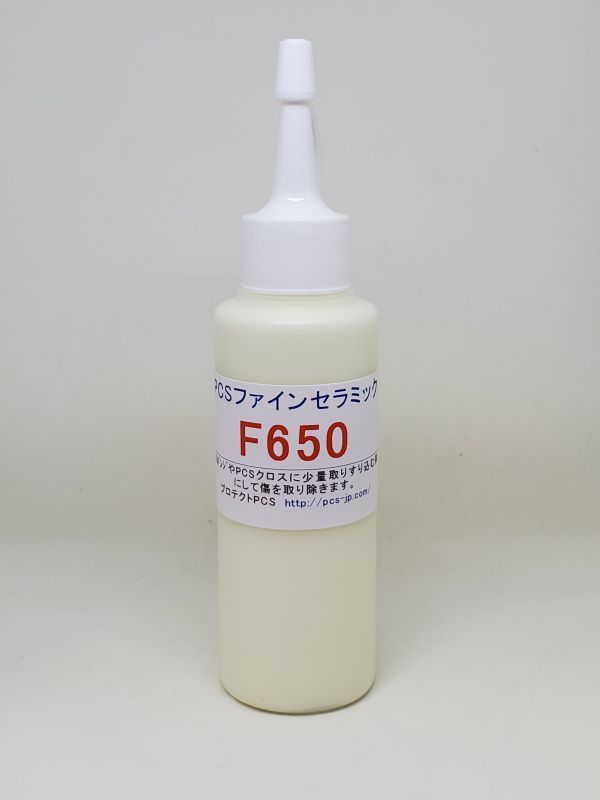 PCSファインセラミック
F650
ﾎﾟﾝｼﾞやPCSクロスに少量取りすり込む
にして傷を取り除きます。
プロテクトPCS http://pcs-jp.com/